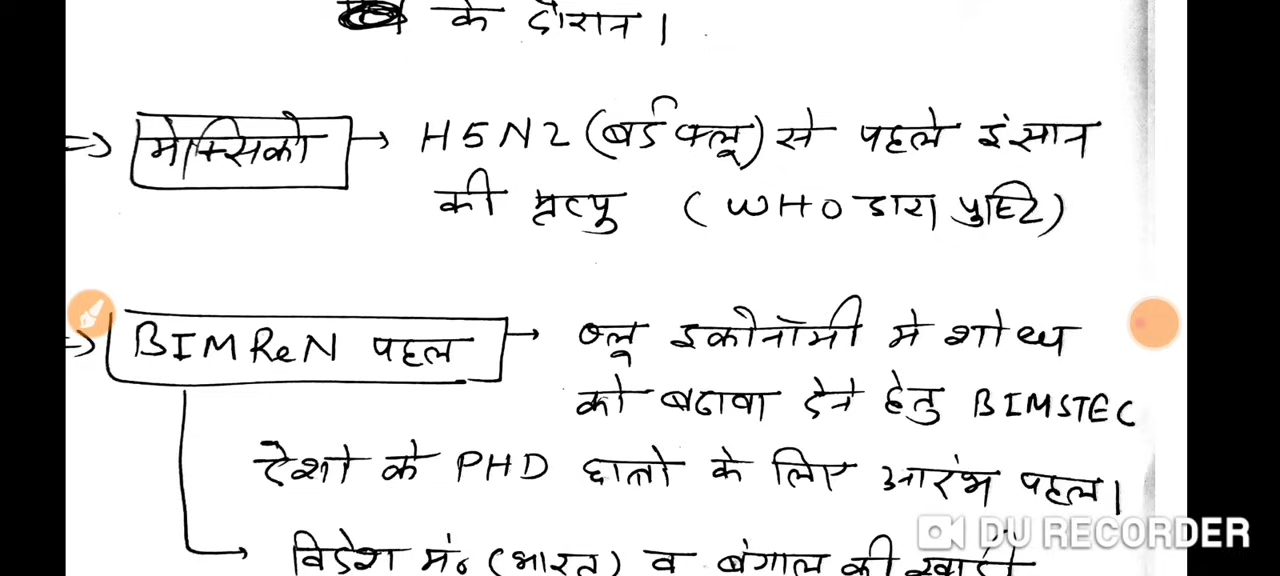 के दौरान।
=> मेक्सिको → H5N2 (बर्ड फ्लू) से पहले इंसान
की मृत्यु (WHO द्वारा पुष्टि)
=> BIMReN पहल → ब्लू इकोनॉमी मे शोध
को बढावा देने हेतु BIMSTEC
देशो के PHD छात्रो के लिए आरंभ पहल।
→ विदेश मं० (भारत) व बंगाल की खाड़ी
DU RECORDER